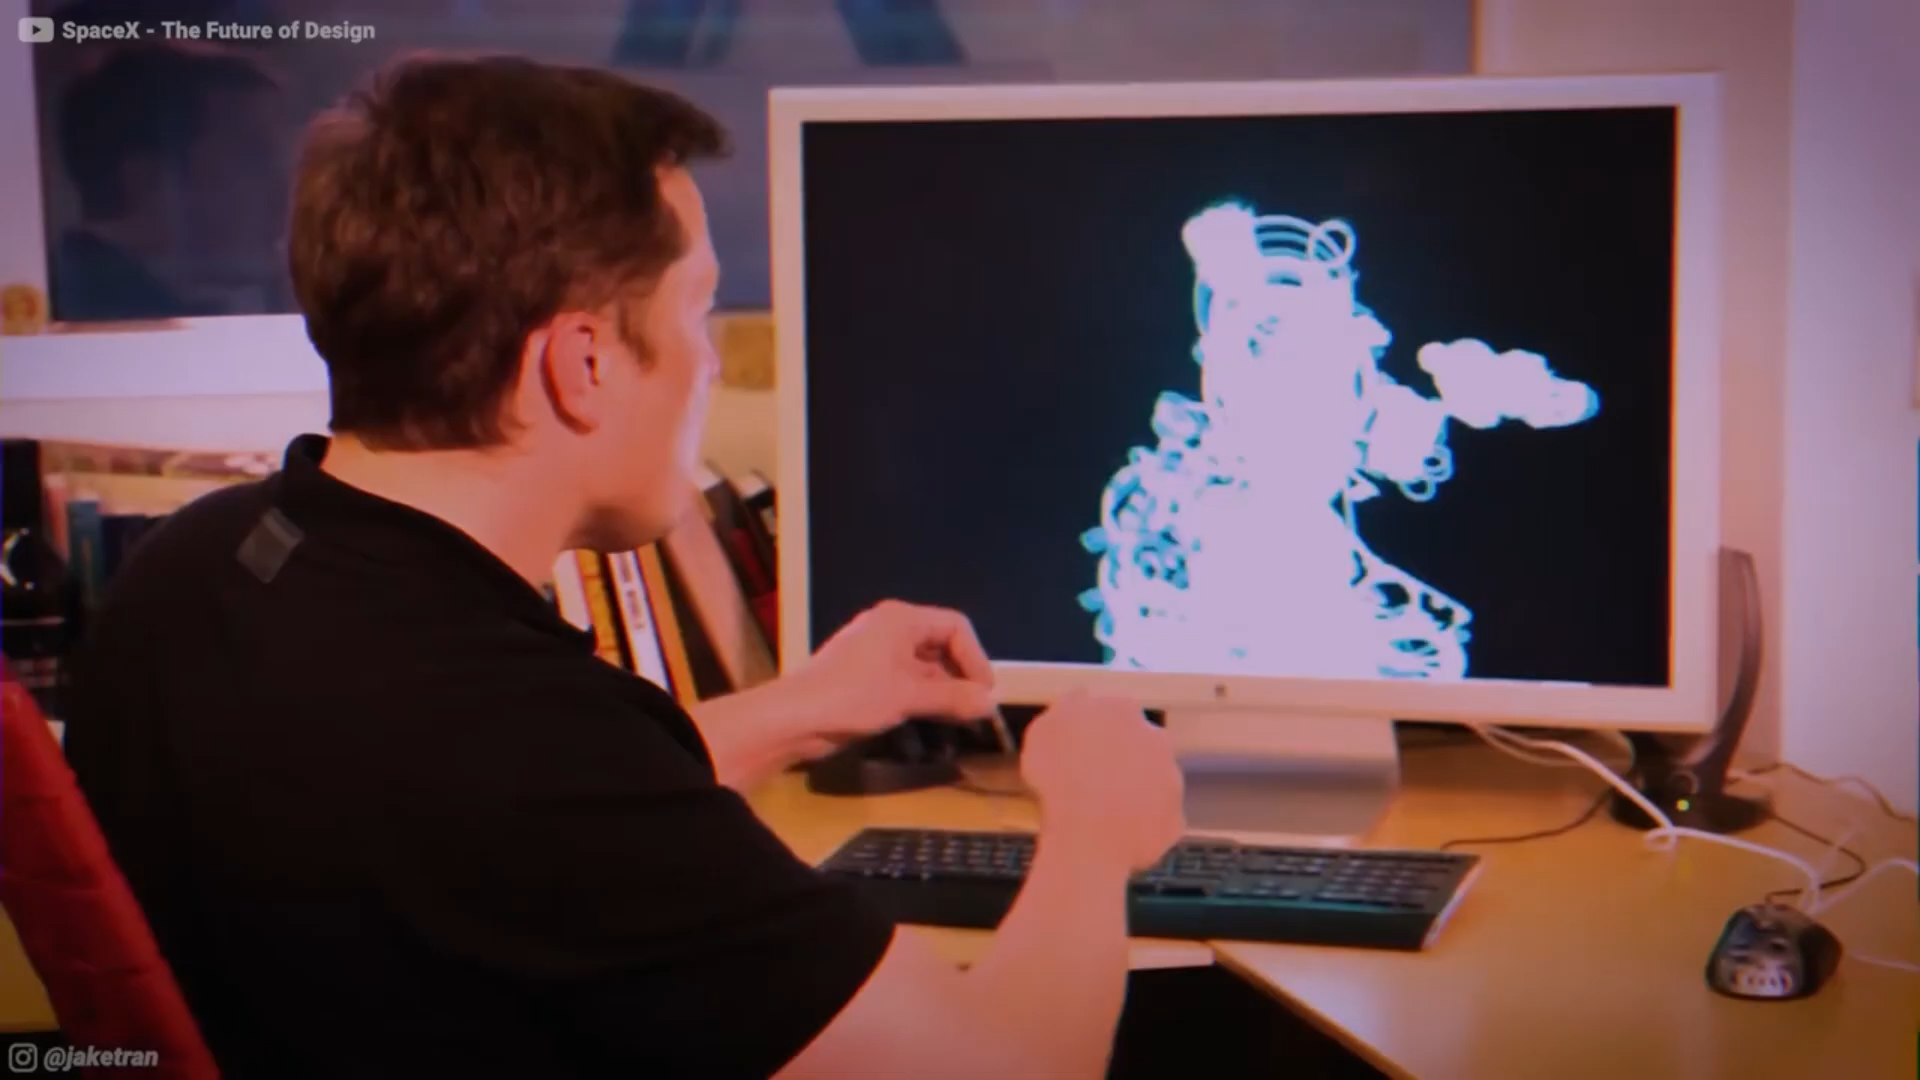 SpaceX - The Future of Design
@jaketran